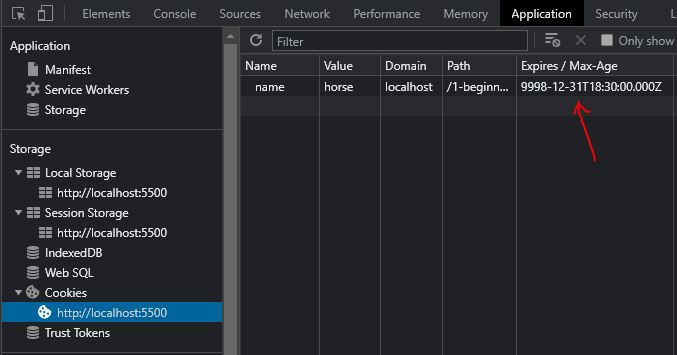 Elements Console Sources Network Performance Memory Application Security
Application
Manifest
Service Workers
Storage
Storage
Local Storage
http://localhost:5500
Session Storage
http://localhost:5500
IndexedDB
Web SQL
Cookies
http://localhost:5500
Trust Tokens
Filter Only show
Name Value Domain Path Expires / Max-Age
name horse localhost /1-beginn... 9998-12-31T18:30:00.000Z